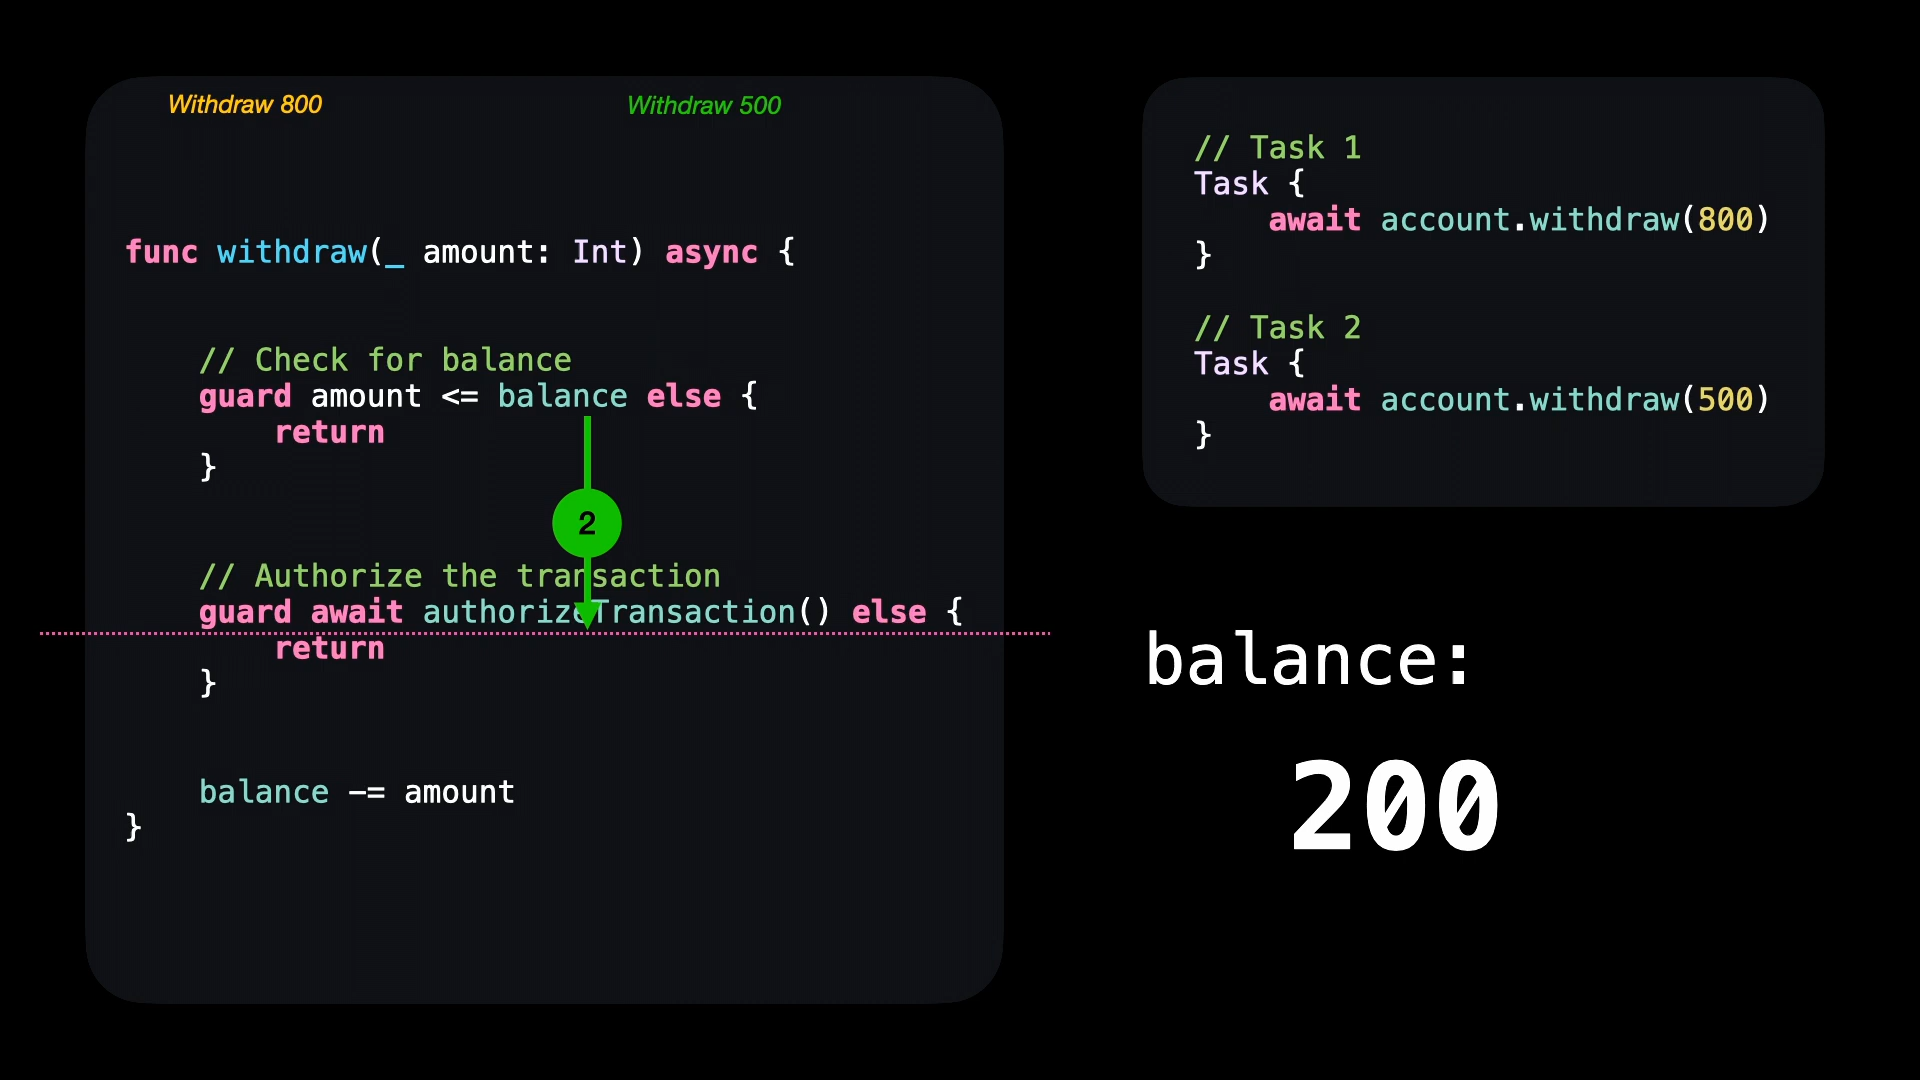 Withdraw 800
Withdraw 500
func withdraw(_ amount: Int) async {
// Check for balance
guard amount <= balance else {
return
}
2
// Authorize the transaction
guard await authorizeTransaction() else {
return
}
balance -= amount
}
// Task 1
Task {
await account.withdraw(800)
}
// Task 2
Task {
await account.withdraw(500)
}
balance:
200